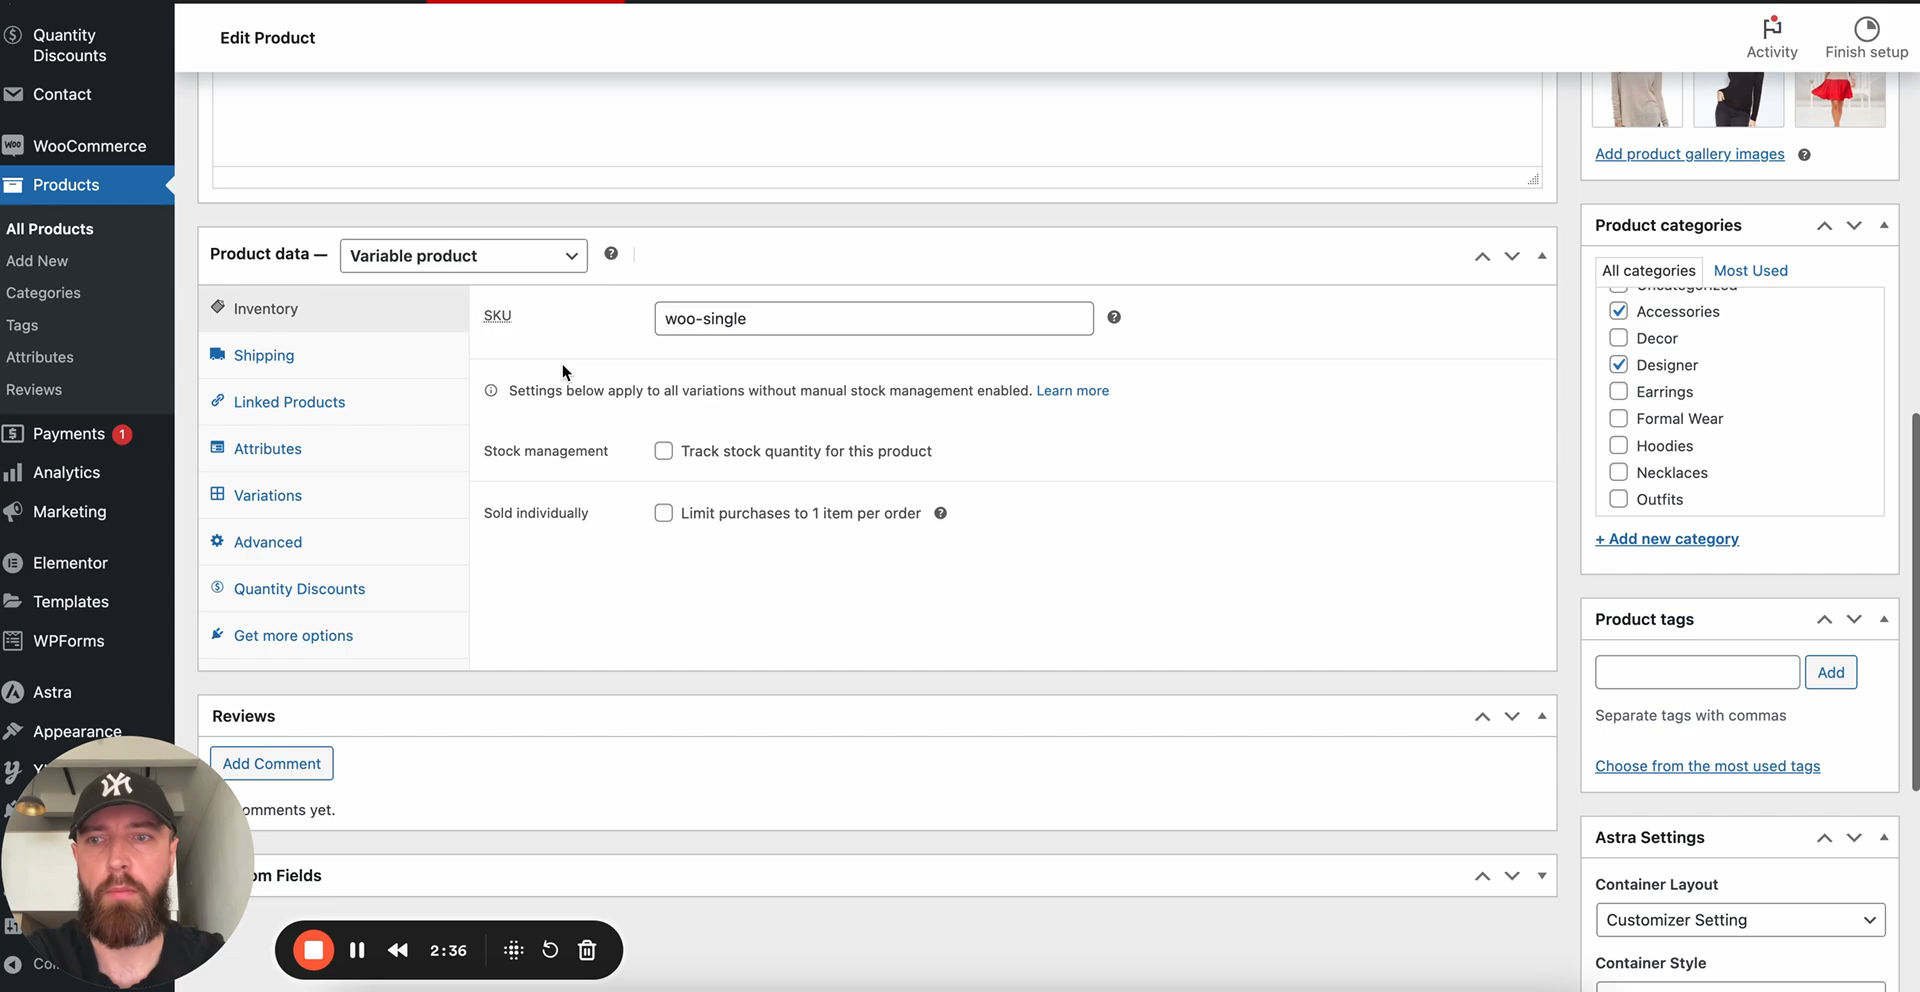 Quantity
Discounts
Contact
WooCommerce
Products
All Products
Add New
Categories
Tags
Attributes
Reviews
Payments 1
Analytics
Marketing
Elementor
Templates
WPForms
Astra
Appearance
Edit Product
Activity
Finish setup
Product data —
Variable product
Inventory
Shipping
Linked Products
Attributes
Variations
Advanced
Quantity Discounts
Get more options
SKU
woo-single
Settings below apply to all variations without manual stock management enabled. Learn more
Stock management
Track stock quantity for this product
Sold individually
Limit purchases to 1 item per order
Reviews
Add Comment
omments yet.
om Fields
2:36
Add product gallery images
Product categories
All categories
Most Used
Uncategorized
Accessories
Decor
Designer
Earrings
Formal Wear
Hoodies
Necklaces
Outfits
+ Add new category
Product tags
Add
Separate tags with commas
Choose from the most used tags
Astra Settings
Container Layout
Customizer Setting
Container Style